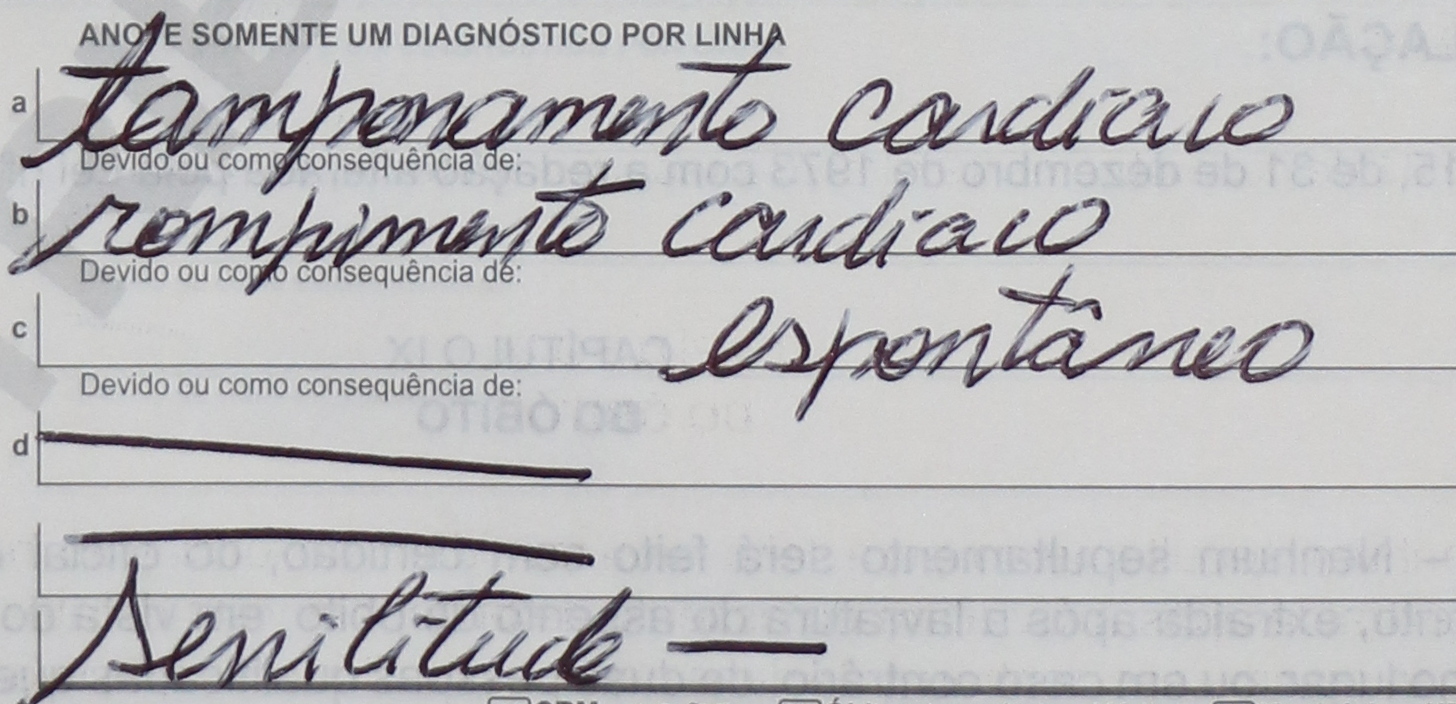 ANOTE SOMENTE UM DIAGNÓSTICO POR LINHA
a tamponamento cardíaco
Devido ou como consequência de:
b rompimento cardíaco
Devido ou como consequência de:
c espontâneo
Devido ou como consequência de:
d
Senilitude